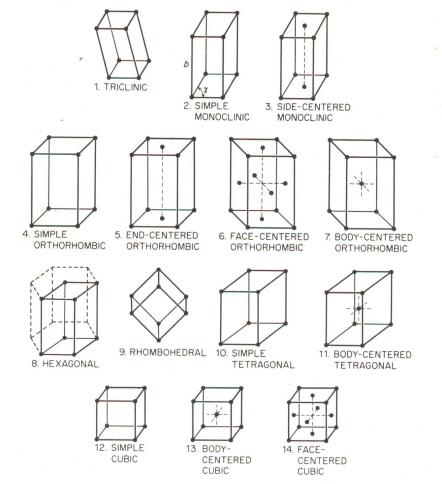 1. TRICLINIC
b
γ
2. SIMPLE
MONOCLINIC
3. SIDE-CENTERED
MONOCLINIC
4. SIMPLE
ORTHORHOMBIC
5. END-CENTERED
ORTHORHOMBIC
6. FACE-CENTERED
ORTHORHOMBIC
7. BODY-CENTERED
ORTHORHOMBIC
8. HEXAGONAL
9. RHOMBOHEDRAL
10. SIMPLE
TETRAGONAL
11. BODY-CENTERED
TETRAGONAL
12. SIMPLE
CUBIC
13. BODY-
CENTERED
CUBIC
14. FACE-
CENTERED
CUBIC